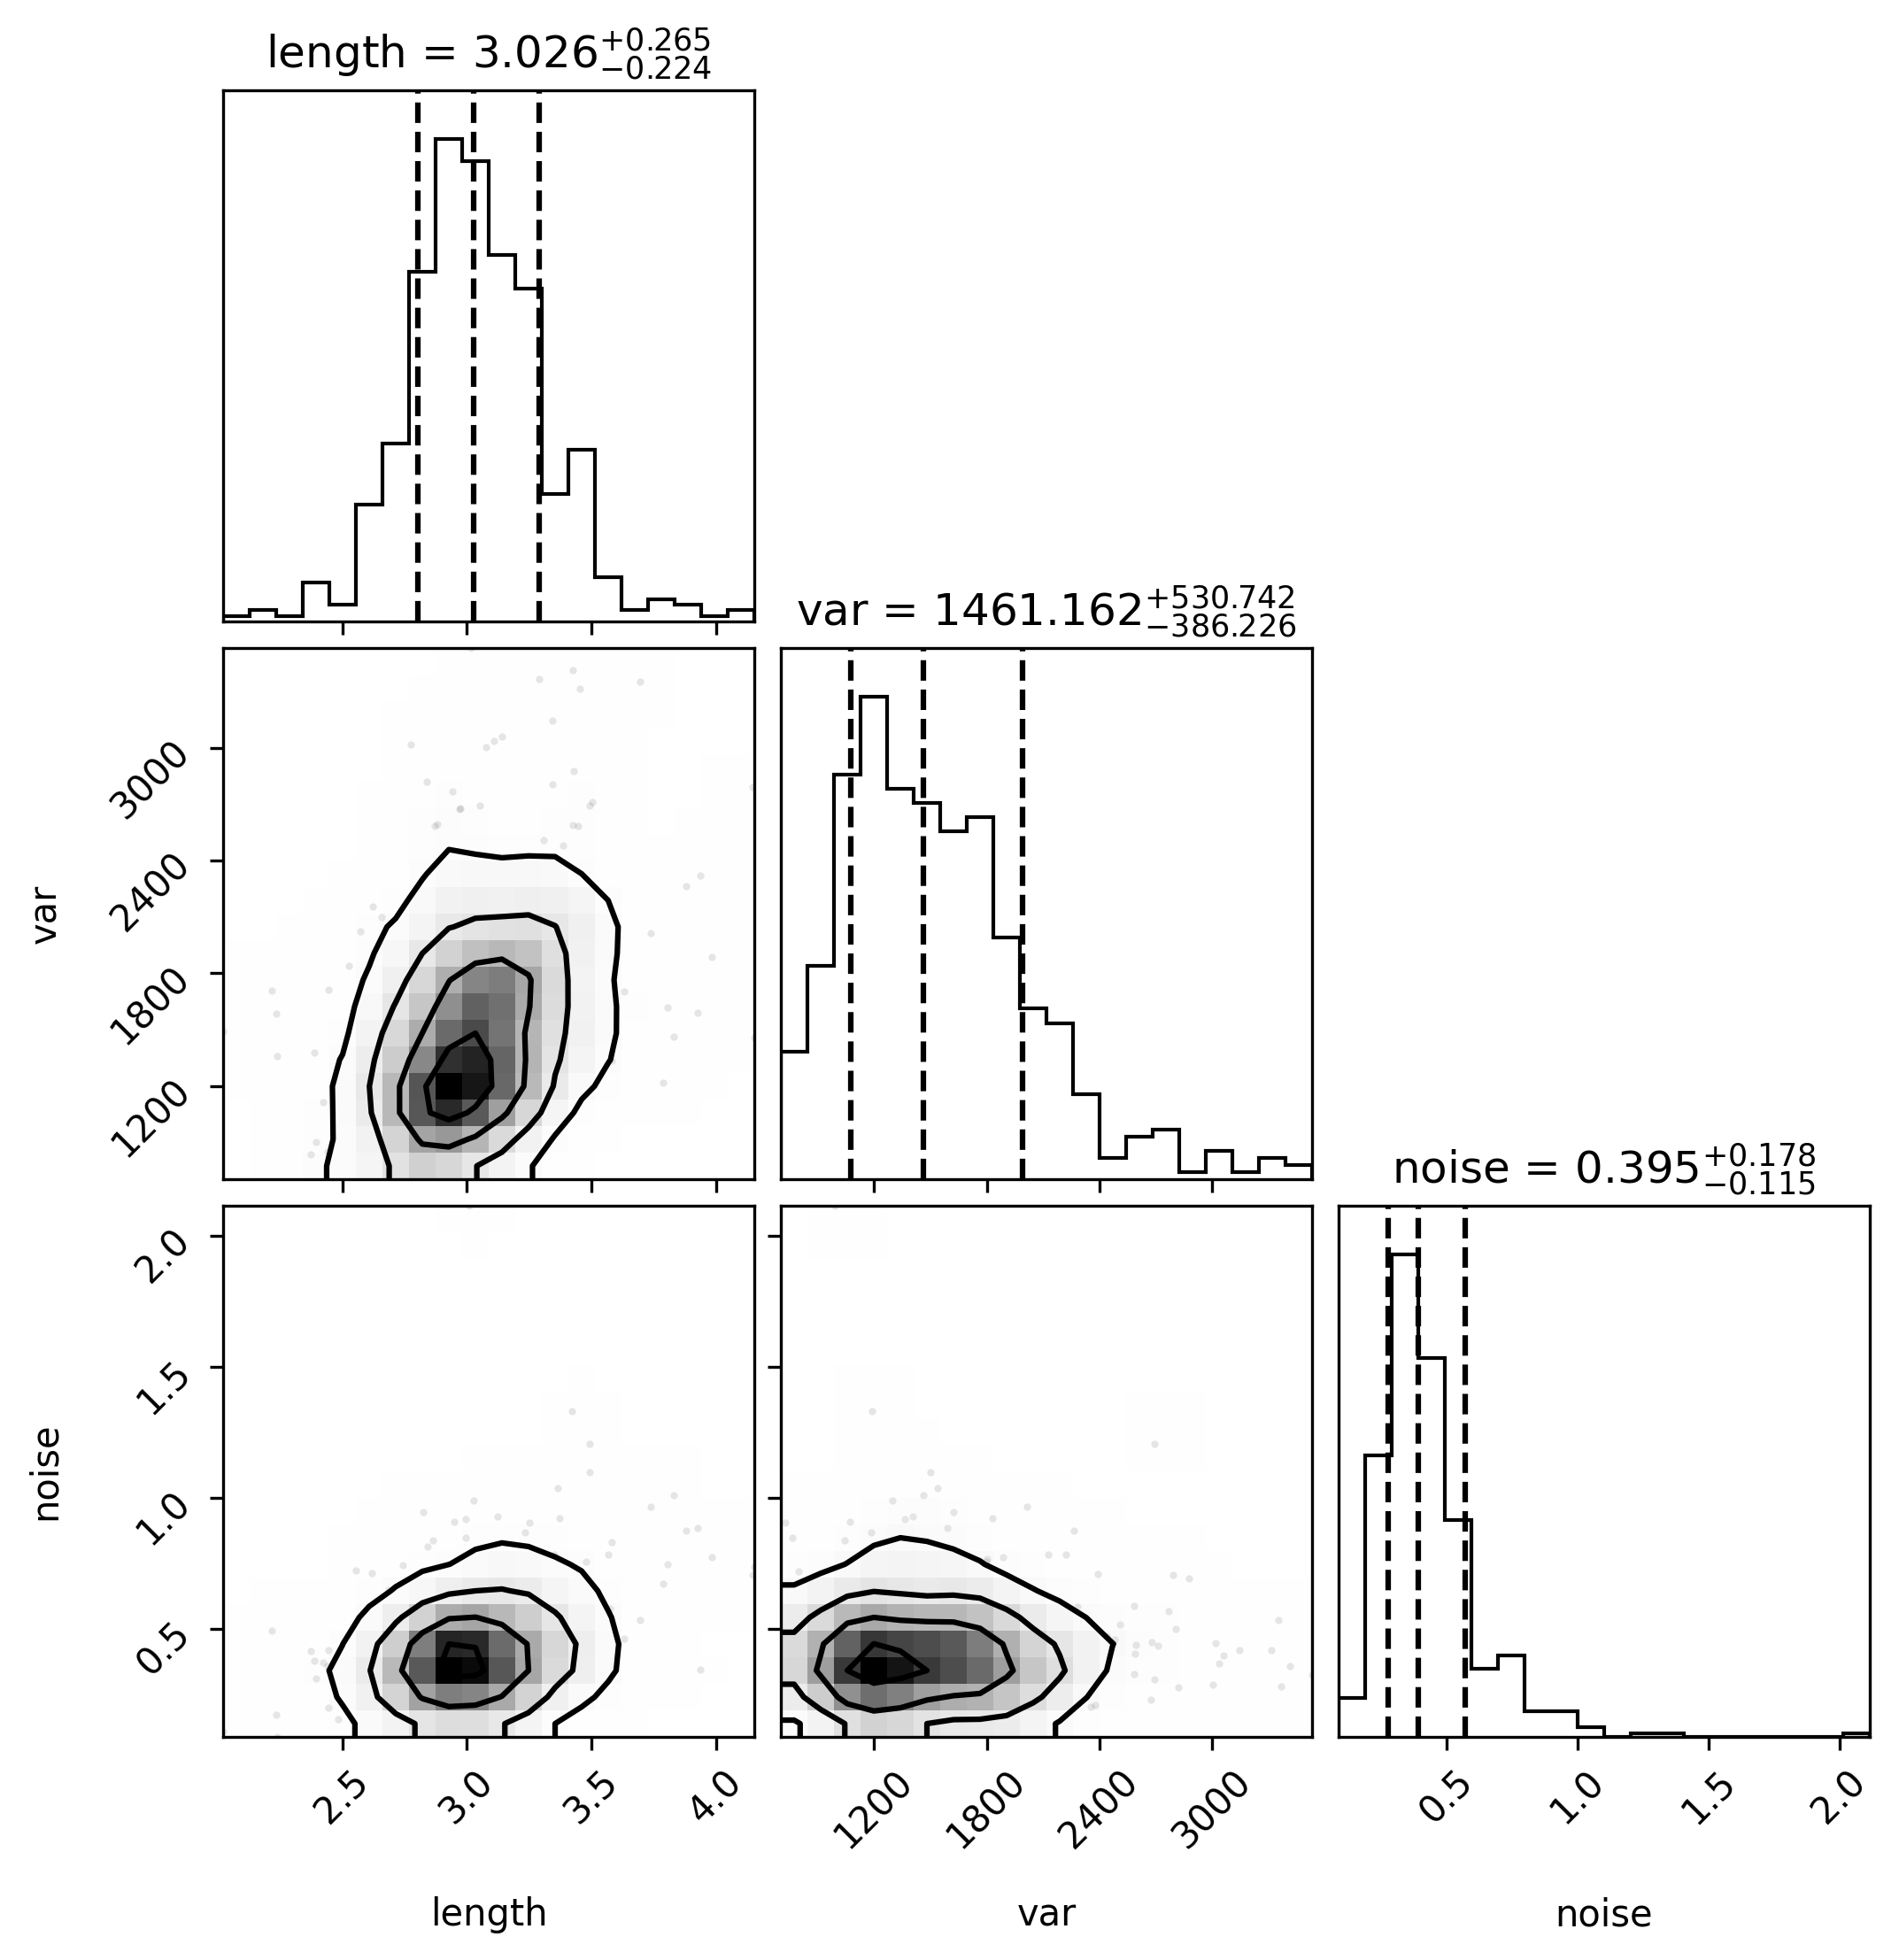 length = 3.026+0.265−0.224
var = 1461.162+530.742−386.226
3000
2400
1800
1200
var
noise = 0.395+0.178−0.115
2.0
1.5
1.0
0.5
noise
2.5 3.0 3.5 4.0 1200 1800 2400 3000 0.5 1.0 1.5 2.0
length var noise